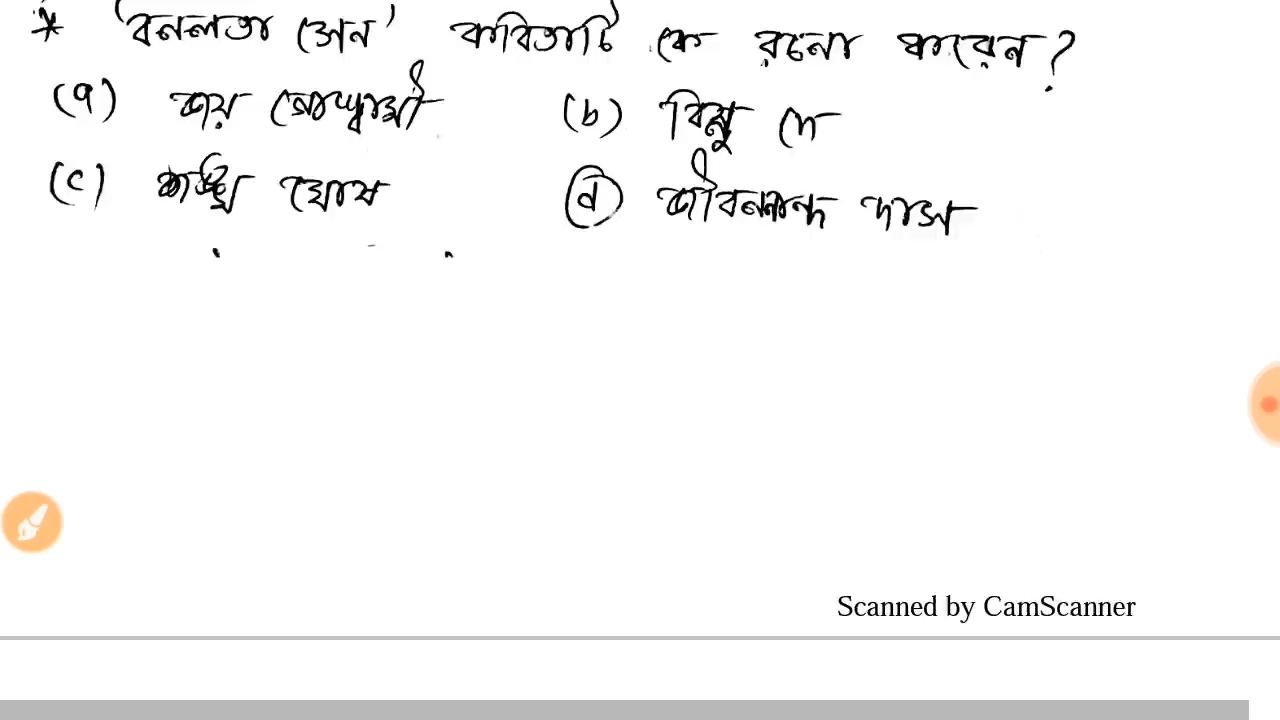 * 'বনলতা সেন' কবিতাটি কে রচনা করেন?
(a) জয় গোস্বামী (b) বিষ্ণু দে
(c) শঙ্খ ঘোষ (d) জীবনানন্দ দাস
Scanned by CamScanner